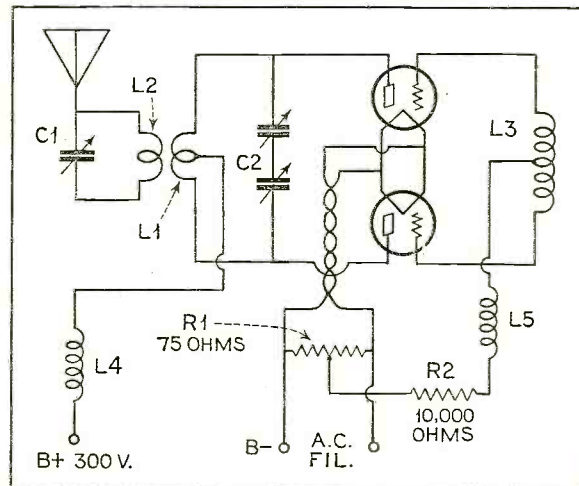 L2
C1
L1
C2
L3
R1
75 OHMS
L4
L5
R2
10,000
OHMS
B+ 300 V.
B-
A.C.
FIL.